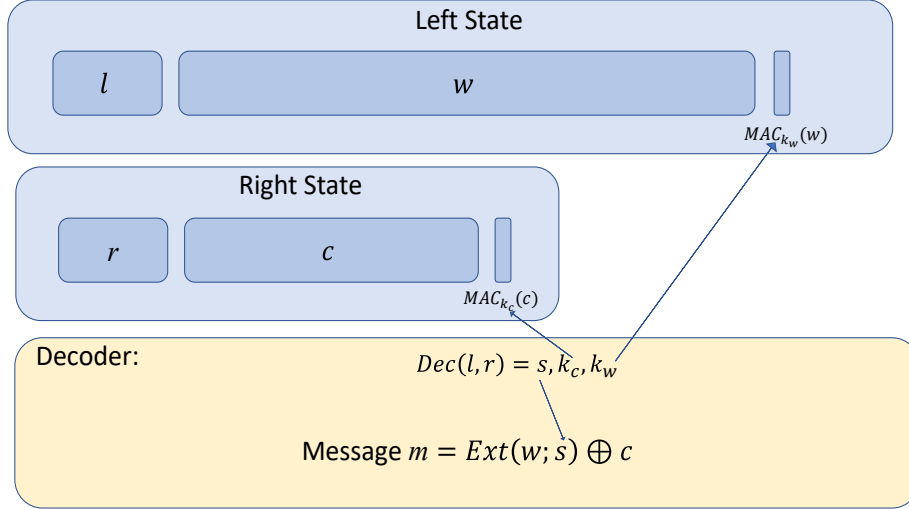 Left State
l
w
MAC_{k_w}(w)
Right State
r
c
MAC_{k_c}(c)
Decoder:
Dec(l, r) = s, k_c, k_w
Message m = Ext(w; s) ⊕ c